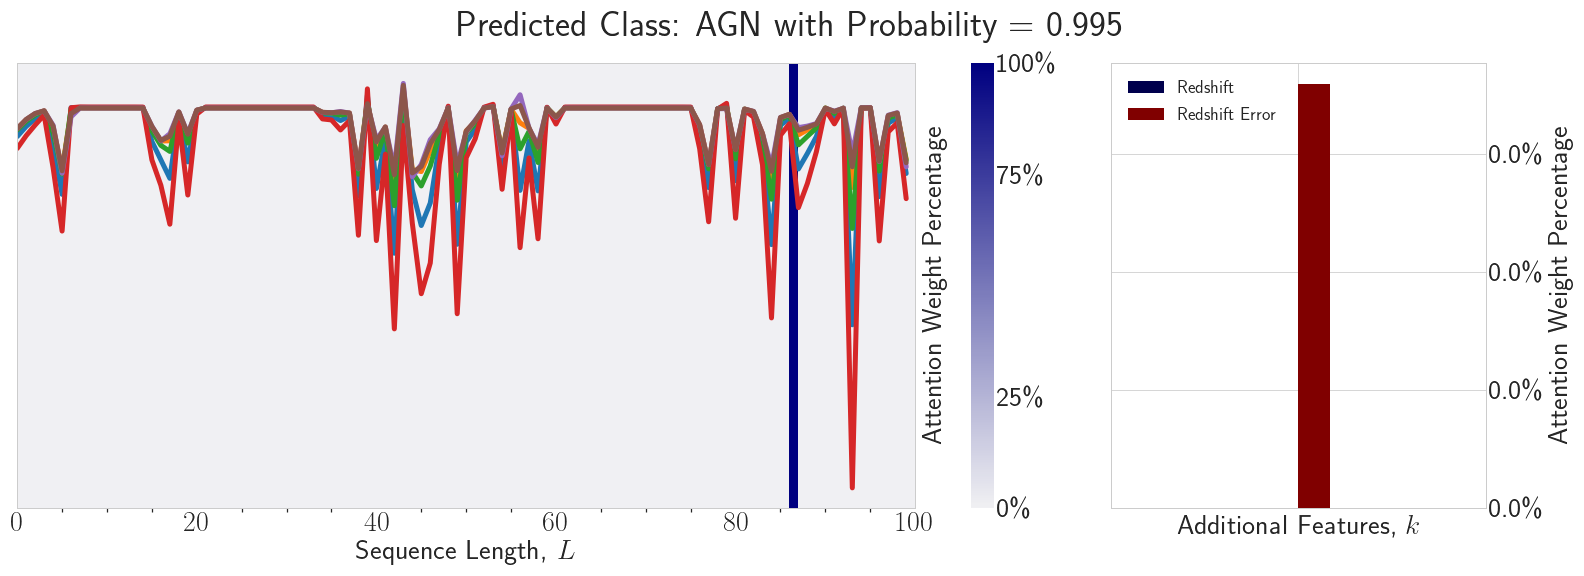 Predicted Class: AGN with Probability = 0.995
0
20
40
60
80
100
Sequence Length, L
Attention Weight Percentage
100%
75%
25%
0%
Redshift
Redshift Error
0.0%
0.0%
0.0%
0.0%
Additional Features, k
Attention Weight Percentage